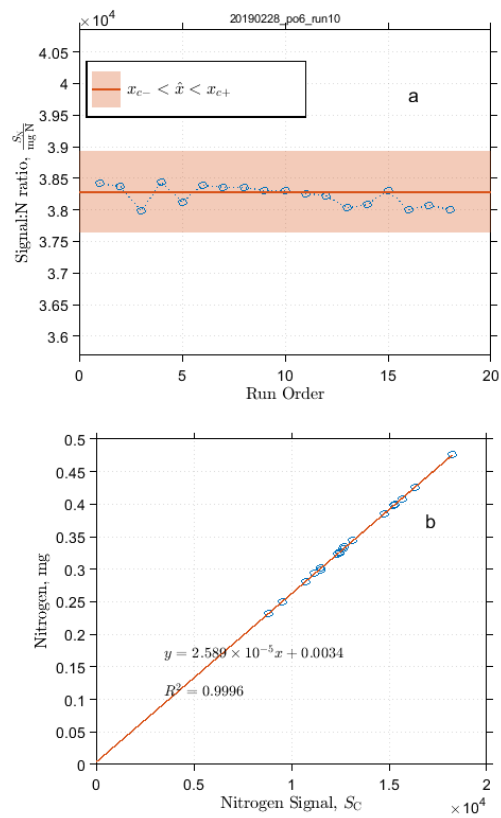 20190228_po6_run10
×10⁴
4.05
4
3.95
3.9
3.85
3.8
3.75
3.7
3.65
3.6
x_{c−} < x̂ < x_{c+}
a
Signal:N ratio, S_N/mg N
0 5 10 15 20
Run Order
0.5
0.45
0.4
0.35
0.3
0.25
0.2
0.15
0.1
0.05
0
b
Nitrogen, mg
y = 2.589 × 10⁻⁵x + 0.0034
R² = 0.9996
0 0.5 1 1.5 2
×10⁴
Nitrogen Signal, S_C